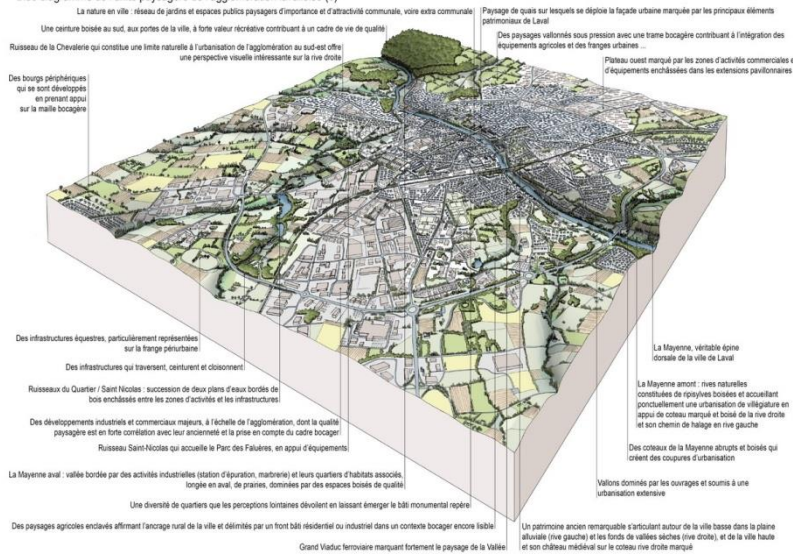 La nature en ville : réseau de jardins et espaces publics paysagers d'importance et d'attractivité communale, voire extra communale
Une ceinture boisée au sud, aux portes de la ville, à forte valeur récréative contribuant à un cadre de vie de qualité
Ruisseau de la Chevalerie qui constitue une limite naturelle à l'urbanisation de l'agglomération au sud-est offre
une perspective visuelle intéressante sur la rive droite
Des bourgs périphériques
qui se sont développés
en prenant appui
sur la maille bocagère
Paysage de quais sur lesquels se déploie la façade urbaine marquée par les principaux éléments
patrimoniaux de Laval
Des paysages vallonnés sous pression avec une trame bocagère contribuant à l'intégration des
équipements agricoles et des franges urbaines ...
Plateau ouest marqué par les zones d'activités commerciales e
d'équipements enchâssées dans les extensions pavillonnaires
Des infrastructures équestres, particulièrement représentées
sur la frange périurbaine
Des infrastructures qui traversent, ceinturent et cloisonnent
Ruisseaux du Quartier / Saint Nicolas : succession de deux plans d'eaux bordés de
bois enchâssés entre les zones d'activités et les infrastructures
Des développements industriels et commerciaux majeurs, à l'échelle de l'agglomération, dont la qualité
paysagère est en forte corrélation avec leur ancienneté et la prise en compte du cadre bocager
Ruisseau Saint-Nicolas qui accueille le Parc des Faluères, en appui d'équipements
La Mayenne aval : vallée bordée par des activités industrielles (station d'épuration, marbrerie) et leurs quartiers d'habitats associés,
longée en aval, de prairies, dominées par des espaces boisés de qualité
Une diversité de quartiers que les perceptions lointaines dévoilent en laissant émerger le bâti monumental repère
Des paysages agricoles enclavés affirmant l'ancrage rural de la ville et délimités par un front bâti résidentiel ou industriel dans un contexte bocager encore lisible
Grand Viaduc ferroviaire marquant fortement le paysage de la Vallée
La Mayenne, véritable épine
dorsale de la ville de Laval
La Mayenne amont : rives naturelles
constituées de ripisylves boisées et accueillant
ponctuellement une urbanisation de villégiature en
appui de coteau marqué et boisé de la rive droite
et son chemin de halage en rive gauche
Des coteaux de la Mayenne abrupts et boisés qui
créent des coupures d'urbanisation
Vallons dominés par les ouvrages et soumis à une
urbanisation extensive
Un patrimoine ancien remarquable s'articulant autour de la ville basse dans la plaine
alluviale (rive gauche) et les fonds de vallées sèches (rive droite), et de la ville haute
et son château médiéval sur le coteau rive droite marqué